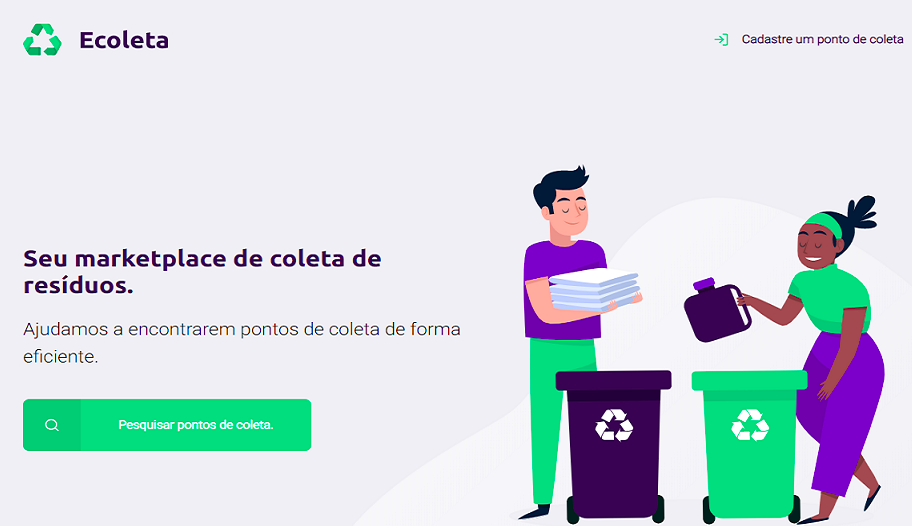 Ecoleta
Cadastre um ponto de coleta
Seu marketplace de coleta de
resíduos.
Ajudamos a encontrarem pontos de coleta de forma
eficiente.
Pesquisar pontos de coleta.